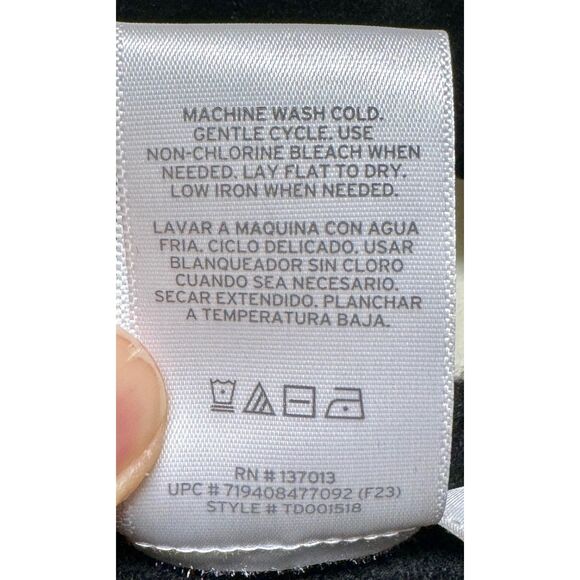 MACHINE WASH COLD.
GENTLE CYCLE. USE
NON-CHLORINE BLEACH WHEN
NEEDED. LAY FLAT TO DRY.
LOW IRON WHEN NEEDED.
LAVAR A MAQUINA CON AGUA
FRIA. CICLO DELICADO. USAR
BLANQUEADOR SIN CLORO
CUANDO SEA NECESARIO.
SECAR EXTENDIDO. PLANCHAR
A TEMPERATURA BAJA.
RN # 137013
UPC # 719408477092 (F23)
STYLE # TD001518